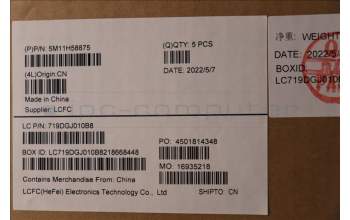 (P)P/N: 5M11H58875
(Q)QTY: 5 PCS
(4L)Origin:CN
DATE: 2022/5/7
Made in China
Supplier: LCFC
LC P/N: 719DGJ010B8
PO: 4501814348
BOX ID: LC719DGJ010B8218668448
MO: 16935218
Contains Merchandise From: China
LCFC(HeFei) Electronics Technology Co., Ltd SHIPTO: CN
净重: WEIGHT
DATE: 2022/5/
BOXID
LC719DGJ010